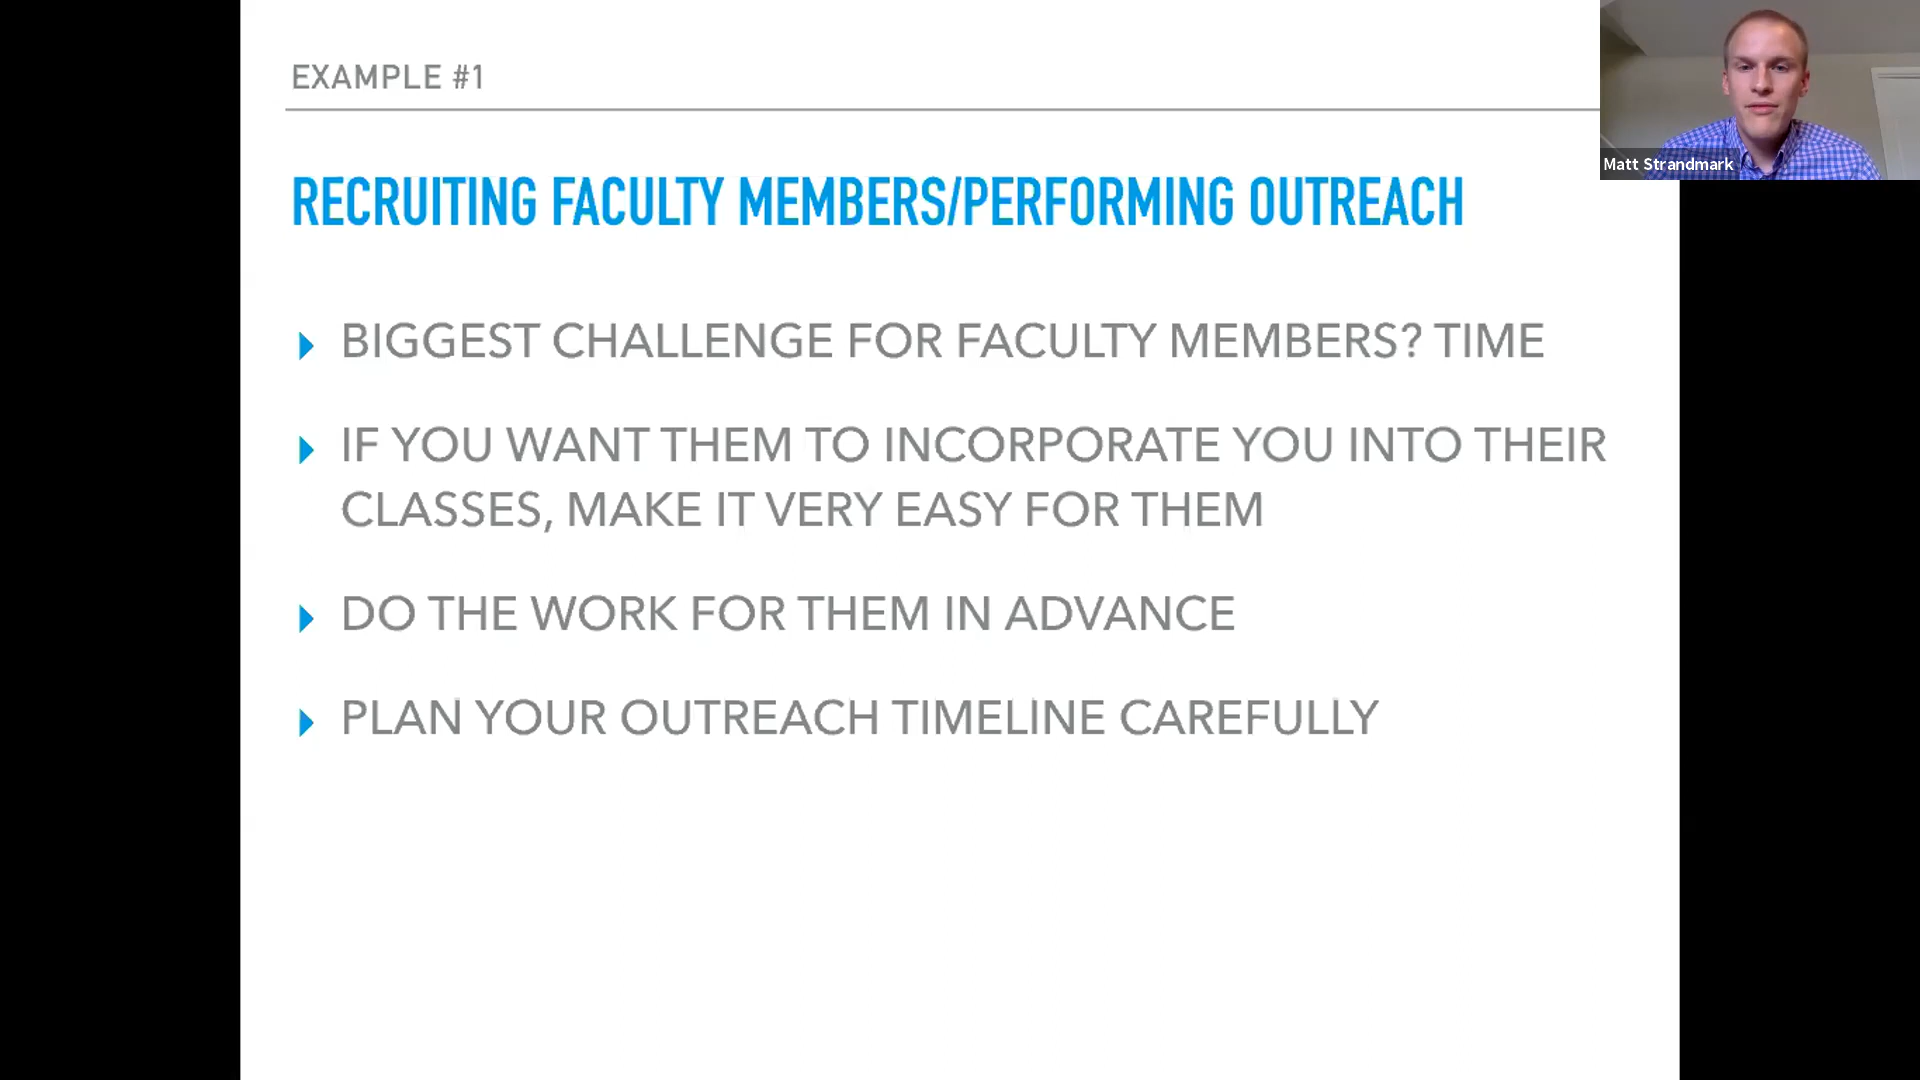 EXAMPLE #1
Matt Strandmark
RECRUITING FACULTY MEMBERS/PERFORMING OUTREACH
BIGGEST CHALLENGE FOR FACULTY MEMBERS? TIME
IF YOU WANT THEM TO INCORPORATE YOU INTO THEIR
CLASSES, MAKE IT VERY EASY FOR THEM
DO THE WORK FOR THEM IN ADVANCE
PLAN YOUR OUTREACH TIMELINE CAREFULLY